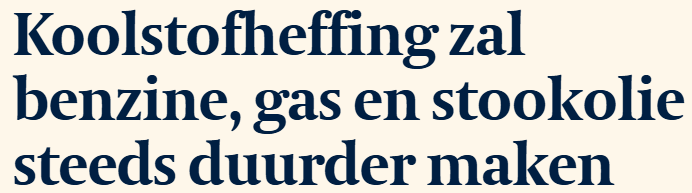 Koolstofheffing zal
benzine, gas en stookolie
steeds duurder maken